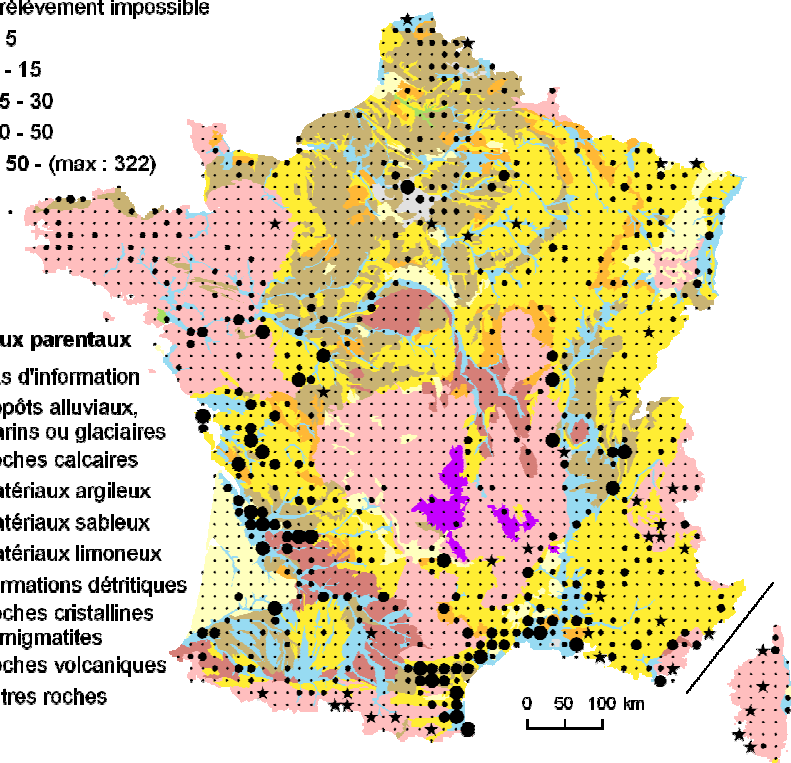 rélèvement impossible
5
- 15
5 - 30
0 - 50
50 - (max : 322)
ux parentaux
s d'information
pôts alluviaux,
arins ou glaciaires
oches calcaires
atériaux argileux
atériaux sableux
atériaux limoneux
ormations détritiques
oches cristallines
migmatites
oches volcaniques
tres roches
0 50 100 km